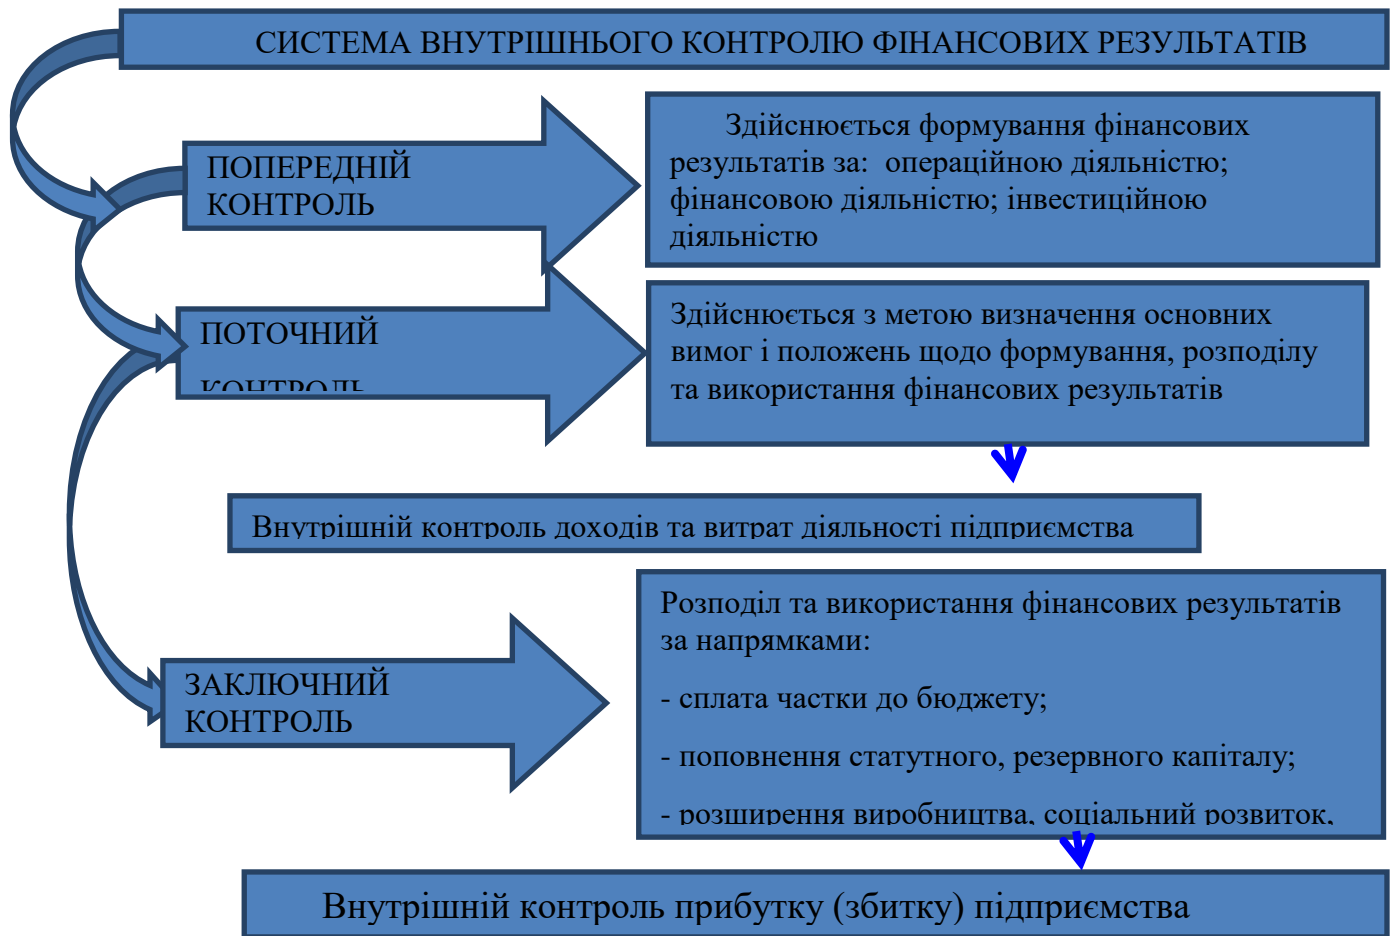 СИСТЕМА ВНУТРІШНЬОГО КОНТРОЛЮ ФІНАНСОВИХ РЕЗУЛЬТАТІВ
ПОПЕРЕДНІЙ
КОНТРОЛЬ
Здійснюється формування фінансових
результатів за: операційною діяльністю;
фінансовою діяльністю; інвестиційною
діяльністю
ПОТОЧНИЙ
КОНТРОЛЬ
Здійснюється з метою визначення основних
вимог і положень щодо формування, розподілу
та використання фінансових результатів
Внутрішній контроль доходів та витрат діяльності підприємства
ЗАКЛЮЧНИЙ
КОНТРОЛЬ
Розподіл та використання фінансових результатів
за напрямками:
- сплата частки до бюджету;
- поповнення статутного, резервного капіталу;
- розширення виробництва, соціальний розвиток,
Внутрішній контроль прибутку (збитку) підприємства